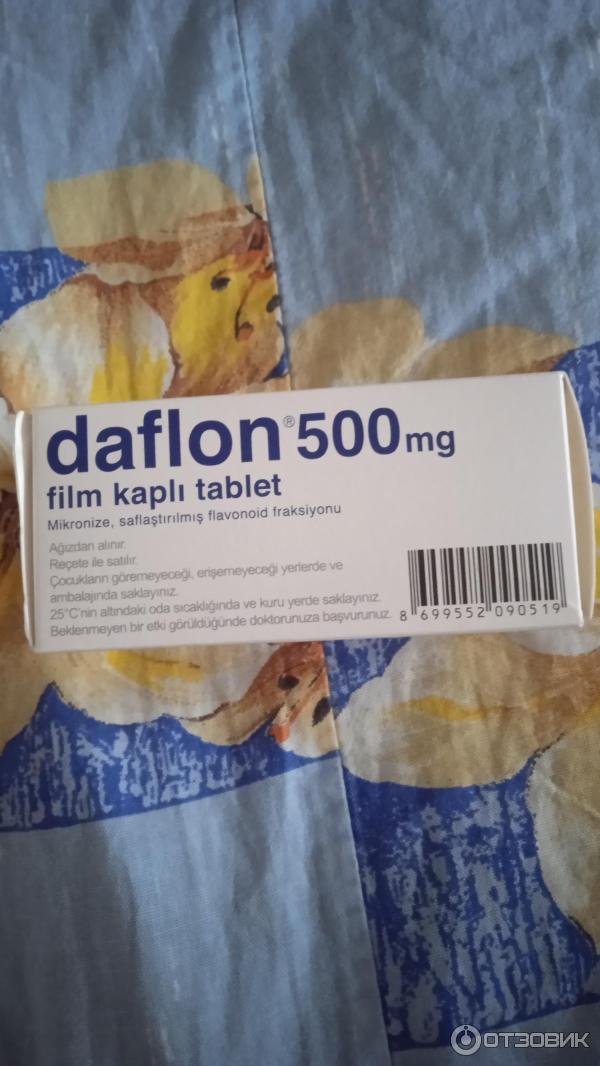 daflon® 500 mg
film kaplı tablet
Mikronize, saflaştırılmış flavonoid fraksiyonu
Ağızdan alınır.
Reçete ile satılır.
Çocukların göremeyeceği, erişemeyeceği yerlerde ve
ambalajında saklayınız.
25°C'nin altındaki oda sıcaklığında ve kuru yerde saklayınız.
Beklenmeyen bir etki görüldüğünde doktorunuza başvurunuz.
8 699552 090519
ОТЗОВИК